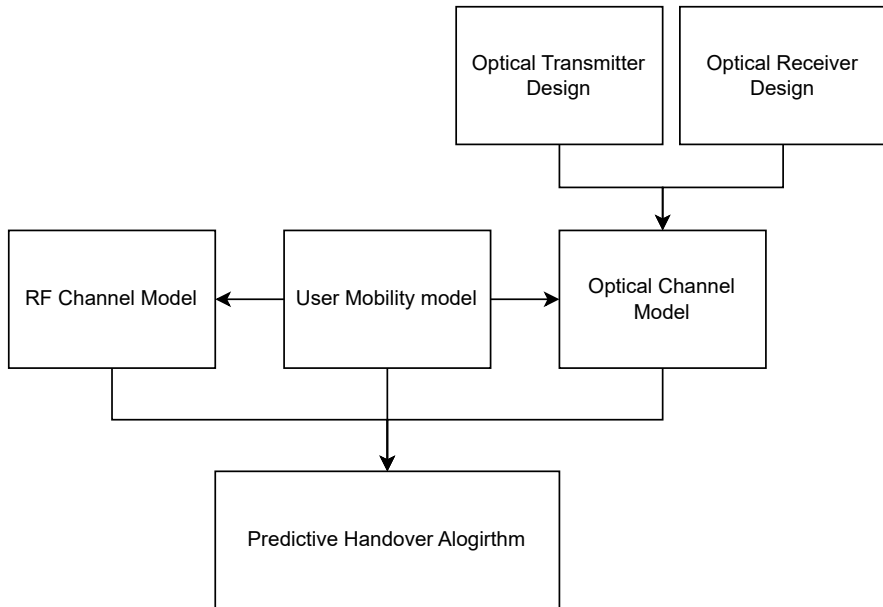 Optical Transmitter
Design
Optical Receiver
Design
RF Channel Model
User Mobility model
Optical Channel
Model
Predictive Handover Alogirthm